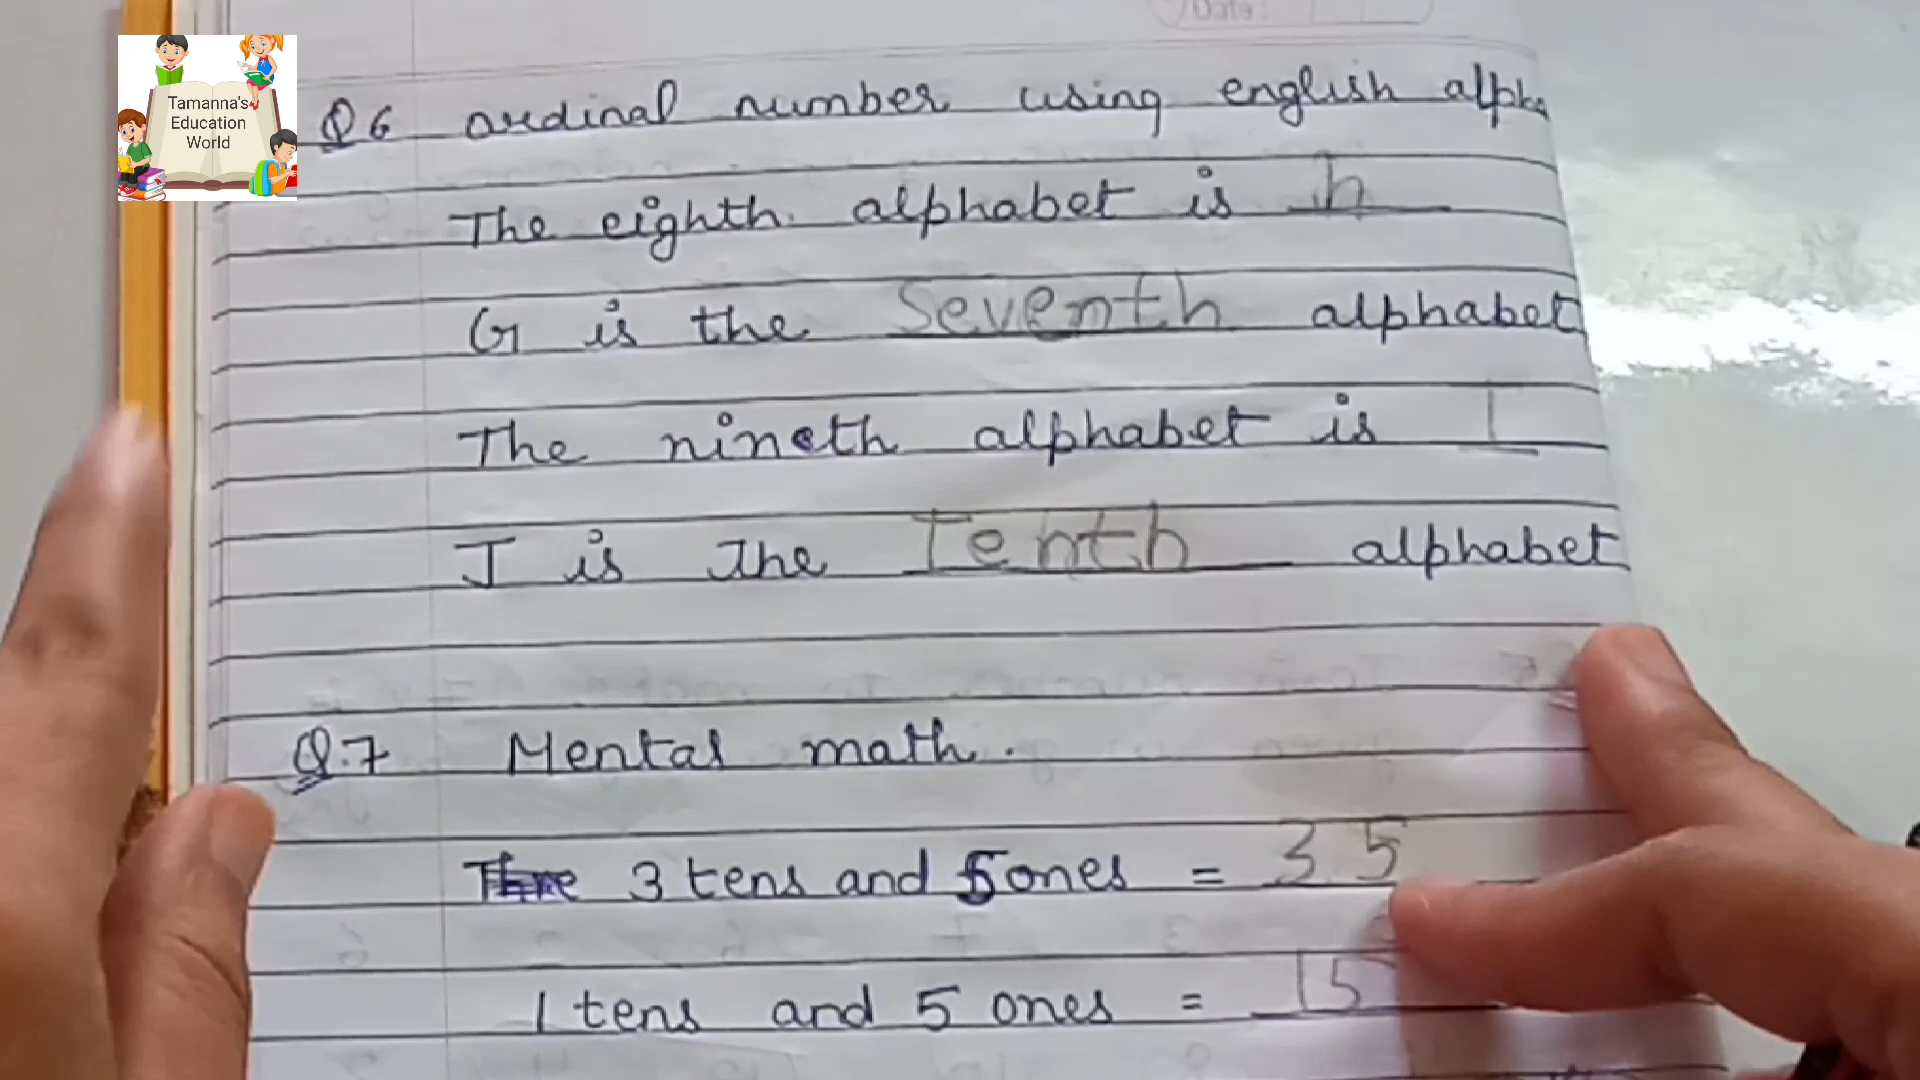 Date:
Tamanna's
Education
World
Q6 ordinal number using english alpha
The eighth alphabet is h
G is the Seventh alphabet
The nineth alphabet is I
J is the Tenth alphabet
Q.7 Mental math.
3 tens and 5 ones = 35
1 tens and 5 ones = 15